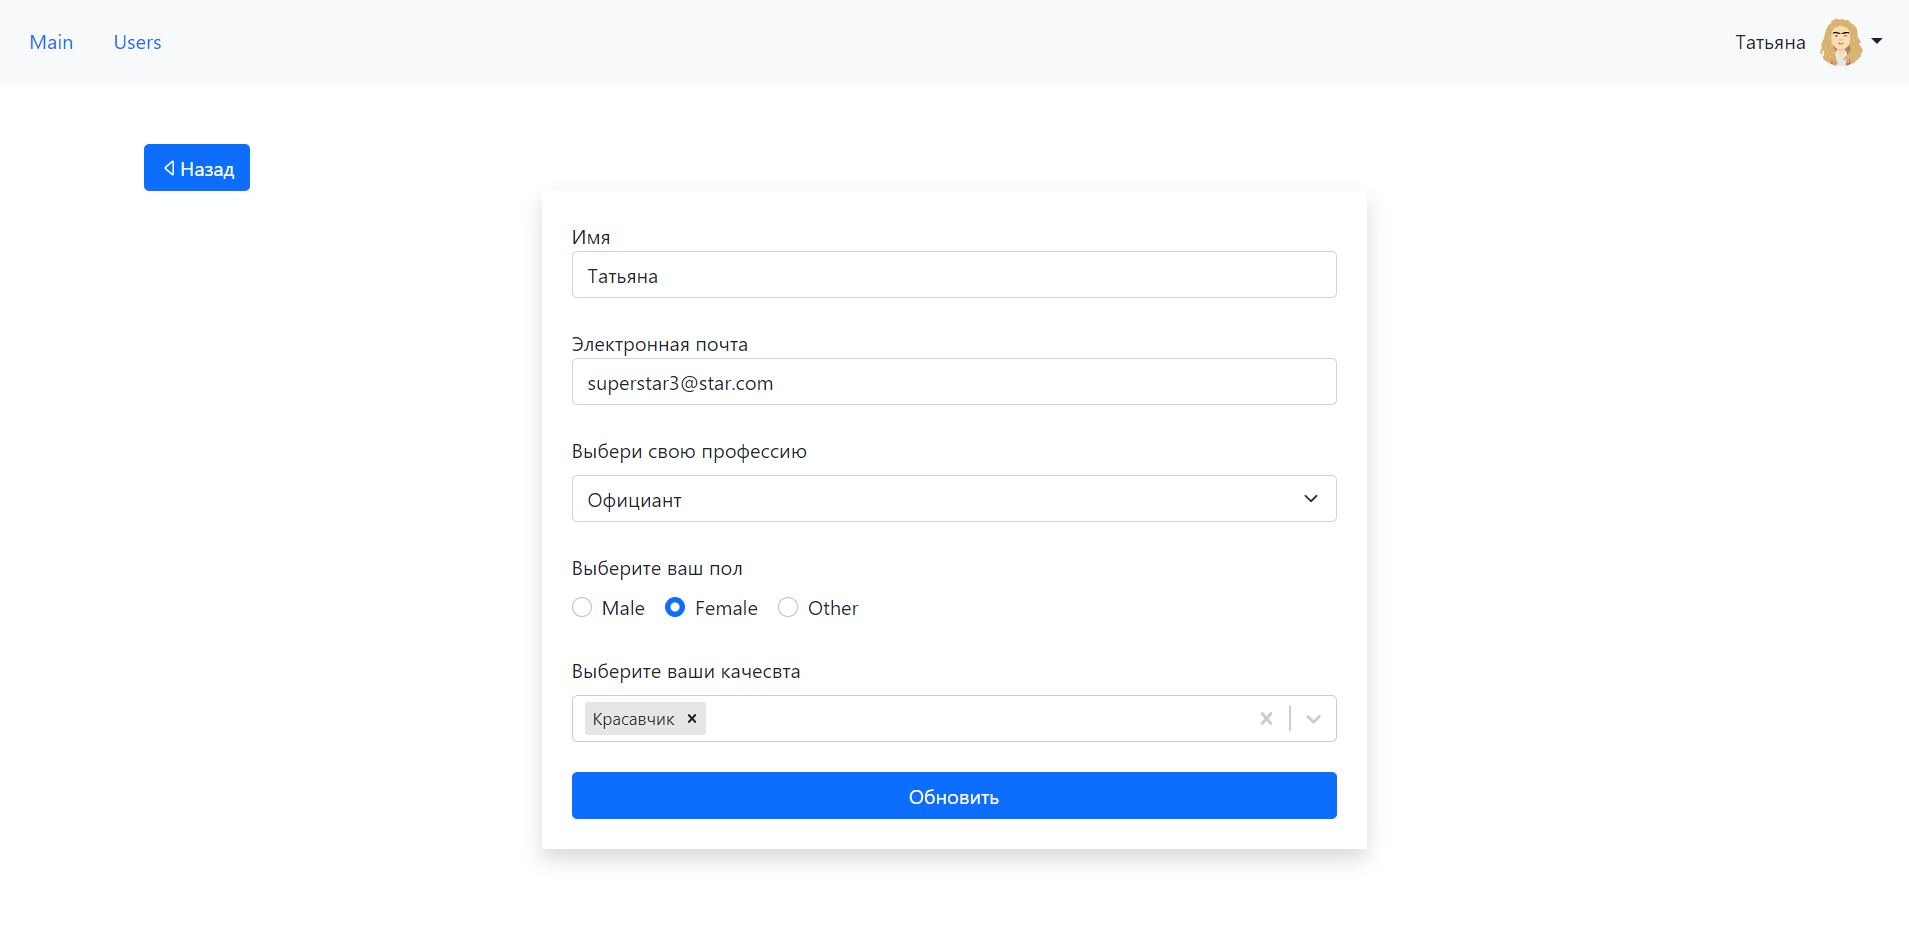 Main Users Татьяна
Назад
Имя
Татьяна
Электронная почта
superstar3@star.com
Выбери свою профессию
Официант
Выберите ваш пол
Male Female Other
Выберите ваши качесвта
Красавчик
Обновить